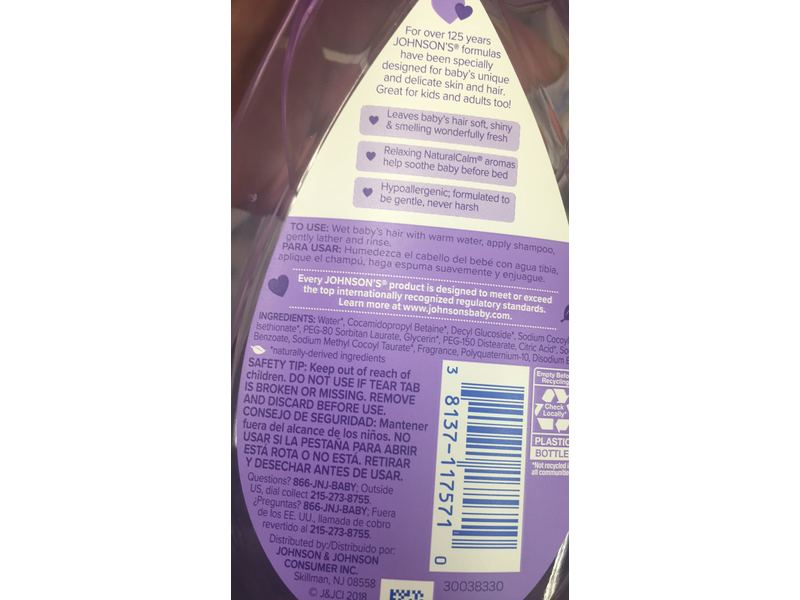 For over 125 years
JOHNSON'S® formulas
have been specially
designed for baby's unique
and delicate skin and hair.
Great for kids and adults too!
Leaves baby's hair soft, shiny
& smelling wonderfully fresh
Relaxing NaturalCalm® aromas
help soothe baby before bed
Hypoallergenic; formulated to
be gentle, never harsh
TO USE: Wet baby's hair with warm water, apply shampoo,
gently lather and rinse.
PARA USAR: Humedezca el cabello del bebé con agua tibia,
aplique el champú, haga espuma suavemente y enjuague.
Every JOHNSON'S® product is designed to meet or exceed
the top internationally recognized regulatory standards.
Learn more at www.johnsonsbaby.com.
INGREDIENTS: Water*, Cocamidopropyl Betaine*, Decyl Glucoside*, Sodium Cocoyl
Isethionate*, PEG-80 Sorbitan Laurate, Glycerin*, PEG-150 Distearate, Citric Acid*, So
Benzoate, Sodium Methyl Cocoyl Taurate*, Fragrance, Polyquaternium-10, Disodium E
*naturally-derived ingredients
SAFETY TIP: Keep out of reach of
children. DO NOT USE IF TEAR TAB
IS BROKEN OR MISSING. REMOVE
AND DISCARD BEFORE USE.
CONSEJO DE SEGURIDAD: Mantener
fuera del alcance de los niños. NO
USAR SI LA PESTAÑA PARA ABRIR
ESTÁ ROTA O NO ESTÁ. RETIRAR
Y DESECHAR ANTES DE USAR.
Questions? 866-JNJ-BABY; Outside
US, dial collect 215-273-8755.
¿Preguntas? 866-JNJ-BABY; Fuera
de los EE. UU., llamada de cobro
revertido al 215-273-8755.
Distributed by:/Distribuido por:
JOHNSON & JOHNSON
CONSUMER INC.
Skillman, NJ 08558
© J&JCI 2018
3 8137-117571 0
30038330
Empty Befo
Recycling
Check
Locally*
PLASTIC
BOTTLE
*Not recycled i
all communitie